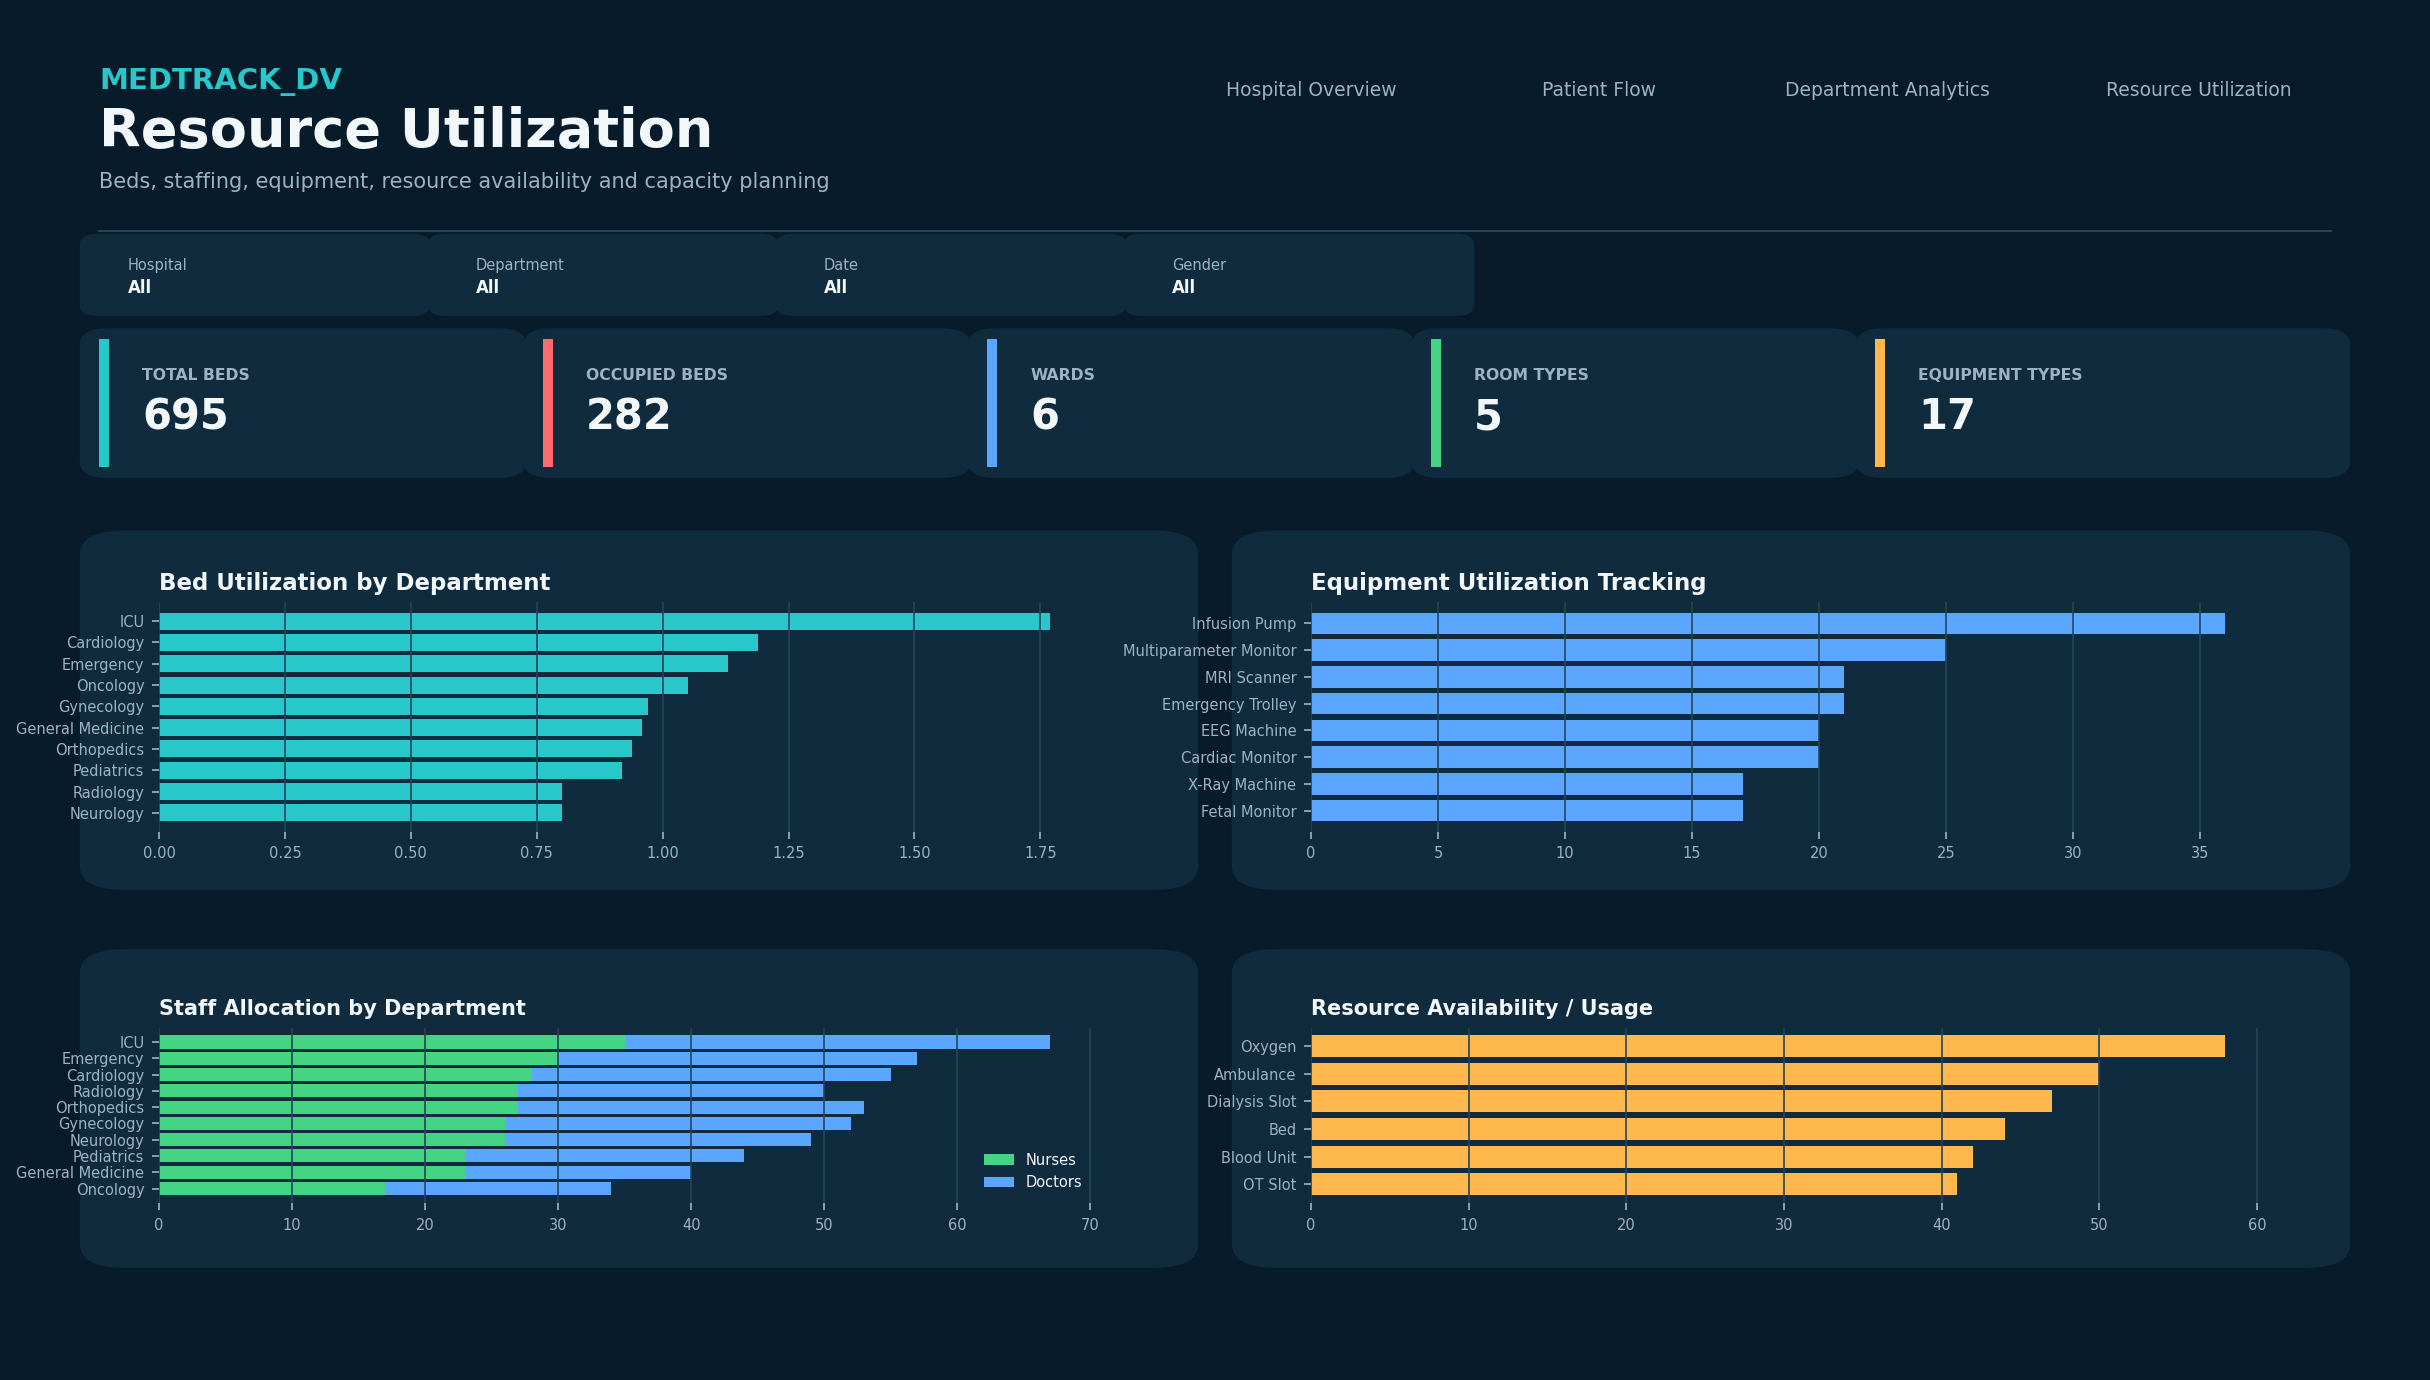 MEDTRACK_DV
Resource Utilization
Beds, staffing, equipment, resource availability and capacity planning
Hospital Overview
Patient Flow
Department Analytics
Resource Utilization
Hospital
All
Department
All
Date
All
Gender
All
TOTAL BEDS
695
OCCUPIED BEDS
282
WARDS
6
ROOM TYPES
5
EQUIPMENT TYPES
17
Bed Utilization by Department
ICU
Cardiology
Emergency
Oncology
Gynecology
General Medicine
Orthopedics
Pediatrics
Radiology
Neurology
0.00 0.25 0.50 0.75 1.00 1.25 1.50 1.75
Equipment Utilization Tracking
Infusion Pump
Multiparameter Monitor
MRI Scanner
Emergency Trolley
EEG Machine
Cardiac Monitor
X-Ray Machine
Fetal Monitor
0 5 10 15 20 25 30 35
Staff Allocation by Department
ICU
Emergency
Cardiology
Radiology
Orthopedics
Gynecology
Neurology
Pediatrics
General Medicine
Oncology
Nurses
Doctors
0 10 20 30 40 50 60 70
Resource Availability / Usage
Oxygen
Ambulance
Dialysis Slot
Bed
Blood Unit
OT Slot
0 10 20 30 40 50 60